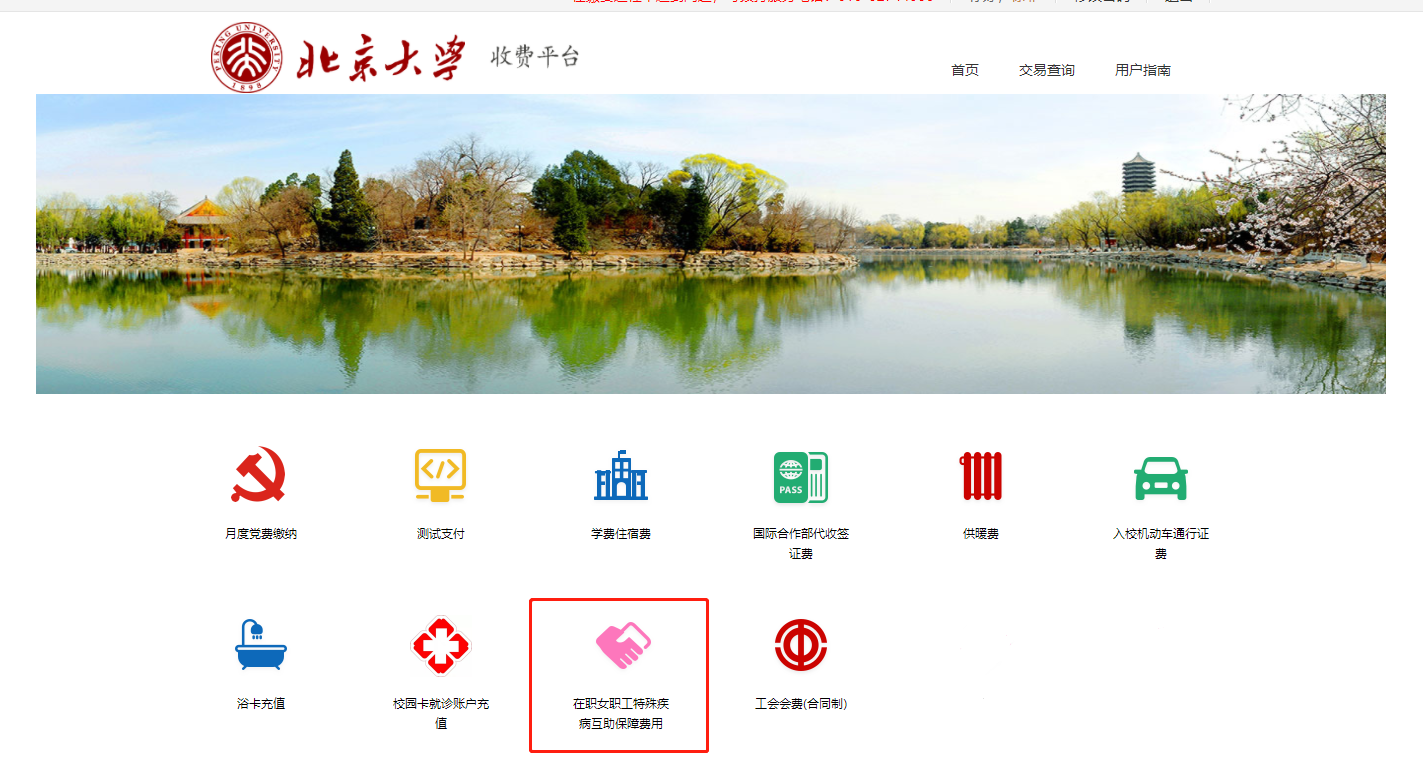 PEKING UNIVERSITY
1898
北京大学
收费平台
首页 交易查询 用户指南
PASS
月度党费缴纳 测试支付 学费住宿费 国际合作部代收签 供暖费 入校机动车通行证
证费 费
浴卡充值 校园卡就诊账户充 在职女职工特殊疾 工会会费(合同制)
值 病互助保障费用